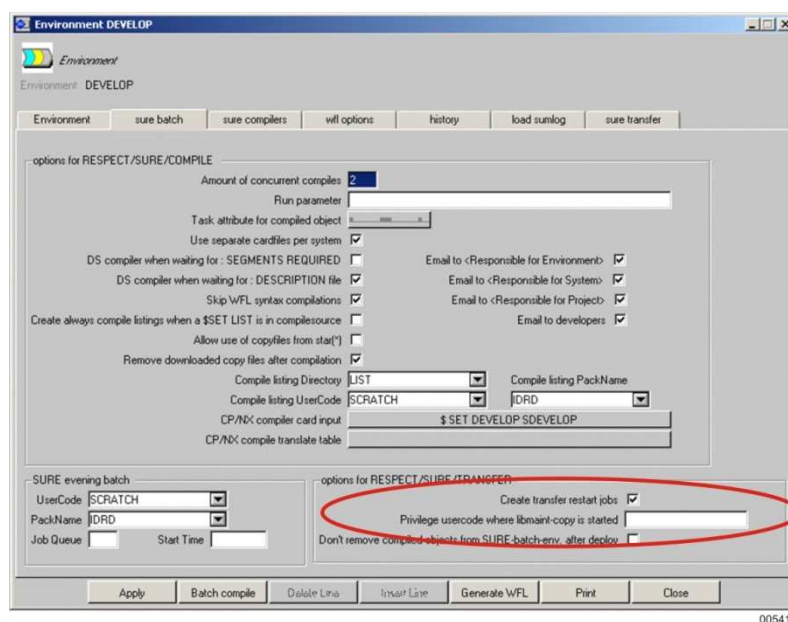 Environment DEVELOP
Environment
Environment DEVELOP
Environment sure batch sure compilers wfl options history load sumlog sure transfer
options for RESPECT/SURE/COMPILE
Amount of concurrent compiles 2
Run parameter
Task attribute for compiled object
Use separate cardfiles per system
DS compiler when waiting for : SEGMENTS REQUIRED Email to <Responsible for Environment>
DS compiler when waiting for : DESCRIPTION file Email to <Responsible for System>
Skip WFL syntax compilations Email to <Responsible for Project>
Create always compile listings when a $SET LIST is in compilesource Email to developers
Allow use of copyfiles from star(*)
Remove downloaded copy files after compilation
Compile listing Directory LIST Compile listing PackName
Compile listing UserCode SCRATCH IDRD
CP/NX compiler card input $ SET DEVELOP SDEVELOP
CP/NX compile translate table
SURE evening batch options for RESPECT/SURE/TRANSFER
UserCode SCRATCH Create transfer restart jobs
PackName IDRD Privilege usercode where libmaint-copy is started
Job Queue Start Time Don't remove compiled objects from SURE-batch-env. after deploy
Apply Batch compile Delete Line Insert Line Generate WFL Print Close
00541